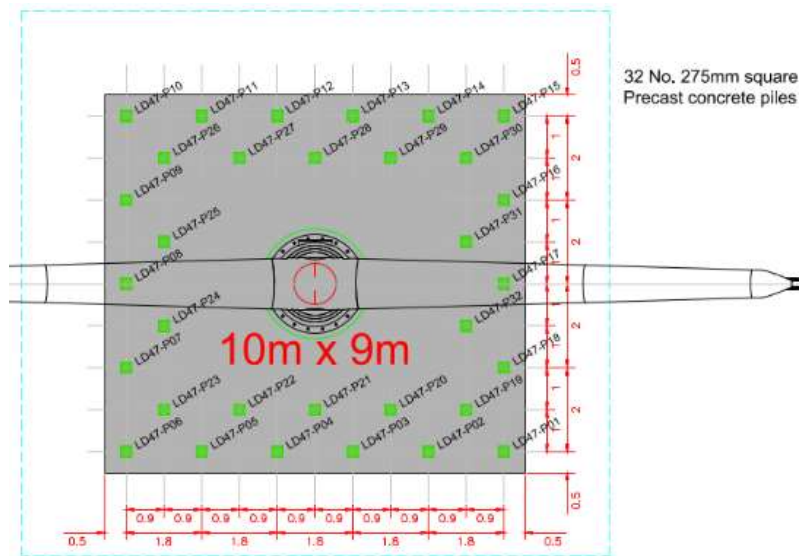 32 No. 275mm square
Precast concrete piles
0.5
LD47-P10
LD47-P11
LD47-P12
LD47-P13
LD47-P14
LD47-P15
LD47-P26
LD47-P27
LD47-P28
LD47-P29
LD47-P30
1
2
LD47-P09
LD47-P16
1
LD47-P25
LD47-P31
1
2
LD47-P08
LD47-P17
1
LD47-P24
LD47-P32
1
2
10m x 9m
LD47-P07
LD47-P18
1
LD47-P23
LD47-P22
LD47-P21
LD47-P20
LD47-P19
1
2
LD47-P06
LD47-P05
LD47-P04
LD47-P03
LD47-P02
LD47-P01
1
0.9
0.9
0.9
0.9
0.9
0.9
0.9
0.9
0.9
0.9
0.5
1.8
1.8
1.8
1.8
1.8
0.5
0.5